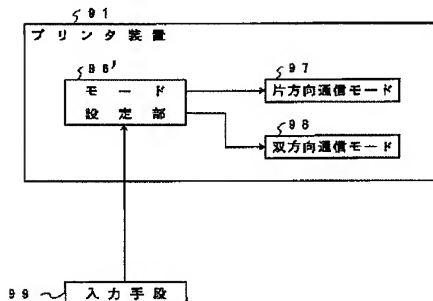 91
プリンタ装置
96'
モード
設定部
97
片方向通信モード
98
双方向通信モード
99
入力手段